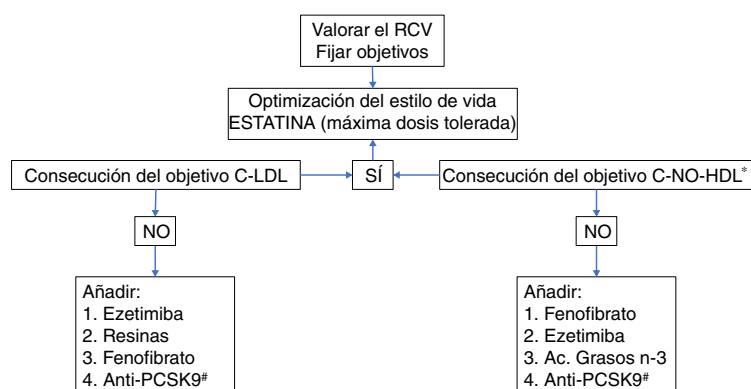 Valorar el RCV
Fijar objetivos
Optimización del estilo de vida
ESTATINA (máxima dosis tolerada)
Consecución del objetivo C-LDL
SÍ
Consecución del objetivo C-NO-HDL*
NO
NO
Añadir:
1. Ezetimiba
2. Resinas
3. Fenofibrato
4. Anti-PCSK9#
Añadir:
1. Fenofibrato
2. Ezetimiba
3. Ac. Grasos n-3
4. Anti-PCSK9#